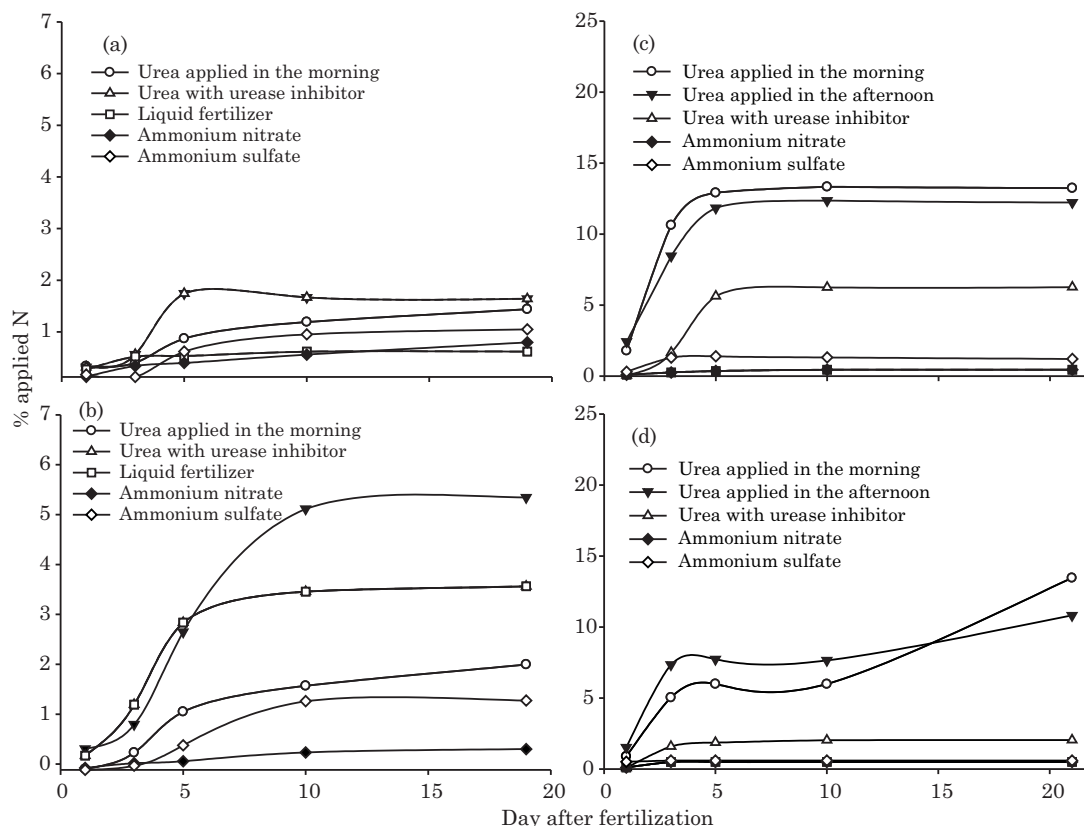 7
(a)
6
Urea applied in the morning
Urea with urease inhibitor
5
Liquid fertilizer
Ammonium nitrate
Ammonium sulfate
4
3
2
1
25
(c)
Urea applied in the morning
20
Urea applied in the afternoon
Urea with urease inhibitor
Ammonium nitrate
15
Ammonium sulfate
10
5
0
% applied N
7
(b)
Urea applied in the morning
6
Urea with urease inhibitor
Liquid fertilizer
Ammonium nitrate
5
Ammonium sulfate
4
3
2
1
0
0 5 10 15 20
25
(d)
Urea applied in the morning
20
Urea applied in the afternoon
Urea with urease inhibitor
Ammonium nitrate
15
Ammonium sulfate
10
5
0
0 5 10 15 20
Day after fertilization